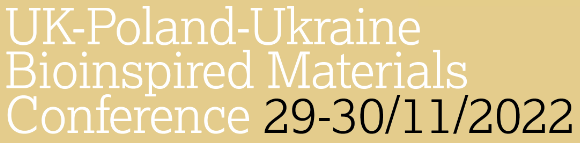 UK-Poland-Ukraine
Bioinspired Materials
Conference 29-30/11/2022